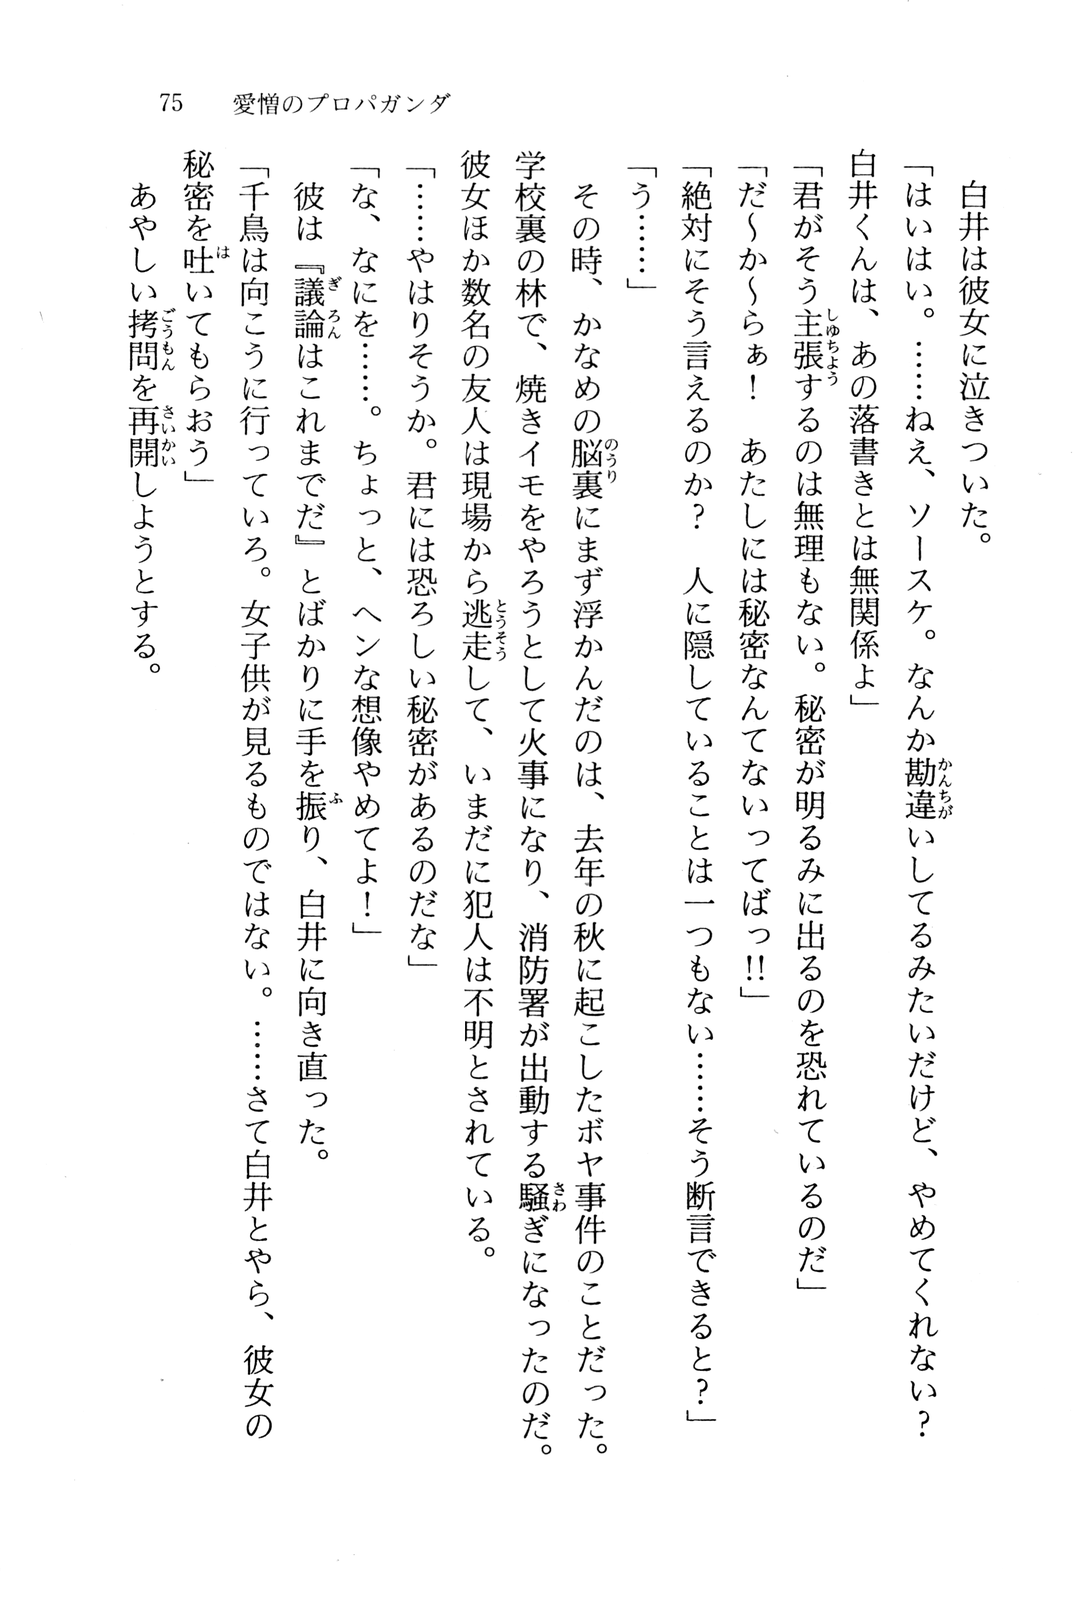 75　愛憎のプロパガンダ
　白井は彼女に泣きついた。
「はいはい。……ねえ、ソースケ。なんか勘違いしてるみたいだけど、やめてくれない？
白井くんは、あの落書きとは無関係よ」
「君がそう主張するのは無理もない。秘密が明るみに出るのを恐れているのだ」
「だ〜か〜らぁ！　あたしには秘密なんてないってばっ!!」
「絶対にそう言えるのか？　人に隠していることは一つもない……そう断言できると？」
「う……」
　その時、かなめの脳裏にまず浮かんだのは、去年の秋に起こしたボヤ事件のことだった。
学校裏の林で、焼きイモをやろうとして火事になり、消防署が出動する騒ぎになったのだ。
彼女ほか数名の友人は現場から逃走して、いまだに犯人は不明とされている。
「……やはりそうか。君には恐ろしい秘密があるのだな」
「な、なにを……。ちょっと、ヘンな想像やめてよ！」
　彼は『議論はこれまでだ』とばかりに手を振り、白井に向き直った。
「千鳥は向こうに行っていろ。女子供が見るものではない。……さて白井とやら、彼女の
秘密を吐いてもらおう」
　あやしい拷問を再開しようとする。